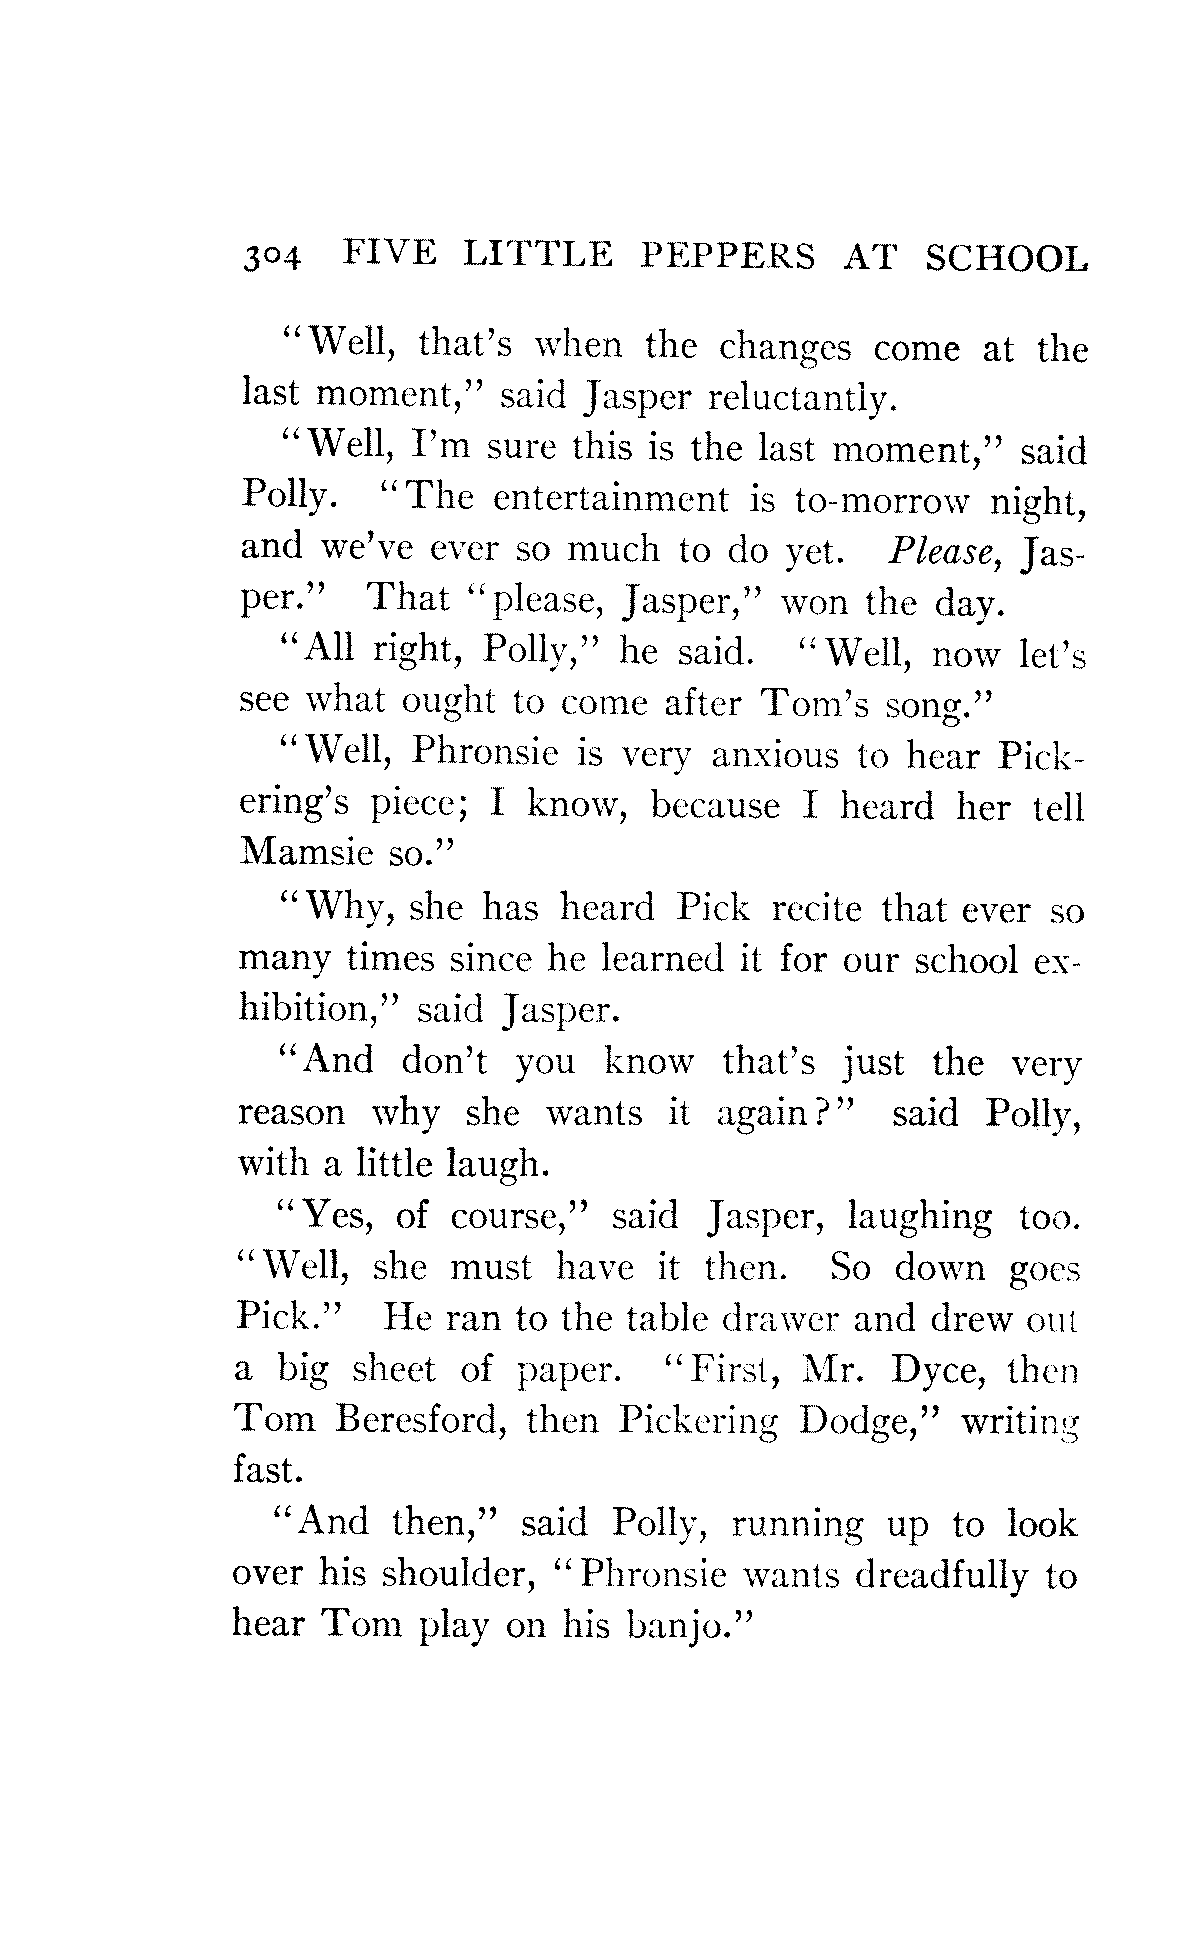 304 FIVE LITTLE PEPPERS AT SCHOOL
"Well, that's when the changes come at the
last moment," said Jasper reluctantly.
"Well, I'm sure this is the last moment," said
Polly. "The entertainment is to-morrow night,
and we've ever so much to do yet. Please, Jas-
per." That "please, Jasper," won the day.
"All right, Polly," he said. "Well, now let's
see what ought to come after Tom's song."
"Well, Phronsie is very anxious to hear Pick-
ering's piece; I know, because I heard her tell
Mamsie so."
"Why, she has heard Pick recite that ever so
many times since he learned it for our school ex-
hibition," said Jasper.
"And don't you know that's just the very
reason why she wants it again?" said Polly,
with a little laugh.
"Yes, of course," said Jasper, laughing too.
"Well, she must have it then. So down goes
Pick." He ran to the table drawer and drew out
a big sheet of paper. "First, Mr. Dyce, then
Tom Beresford, then Pickering Dodge," writing
fast.
"And then," said Polly, running up to look
over his shoulder, "Phronsie wants dreadfully to
hear Tom play on his banjo."